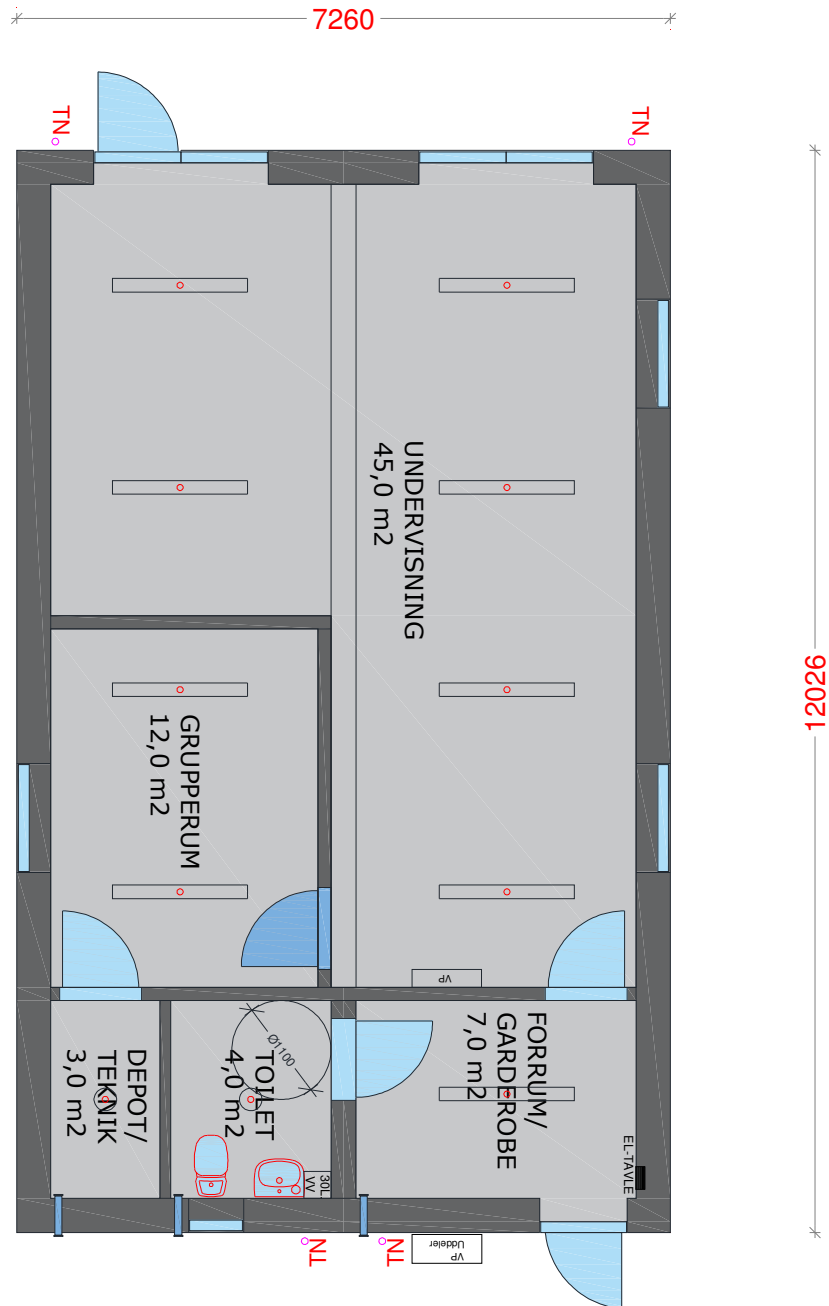 7260
TN
TN
12026
UNDERVISNING
45,0 m2
GRUPPERUM
12,0 m2
VP
FORRUM/
GARDEROBE
7,0 m2
Ø1100
TOILET
4,0 m2
DEPOT/
TEKNIK
3,0 m2
EL-TAVLE
30L
VV
TN
TN
VP
Uddeler